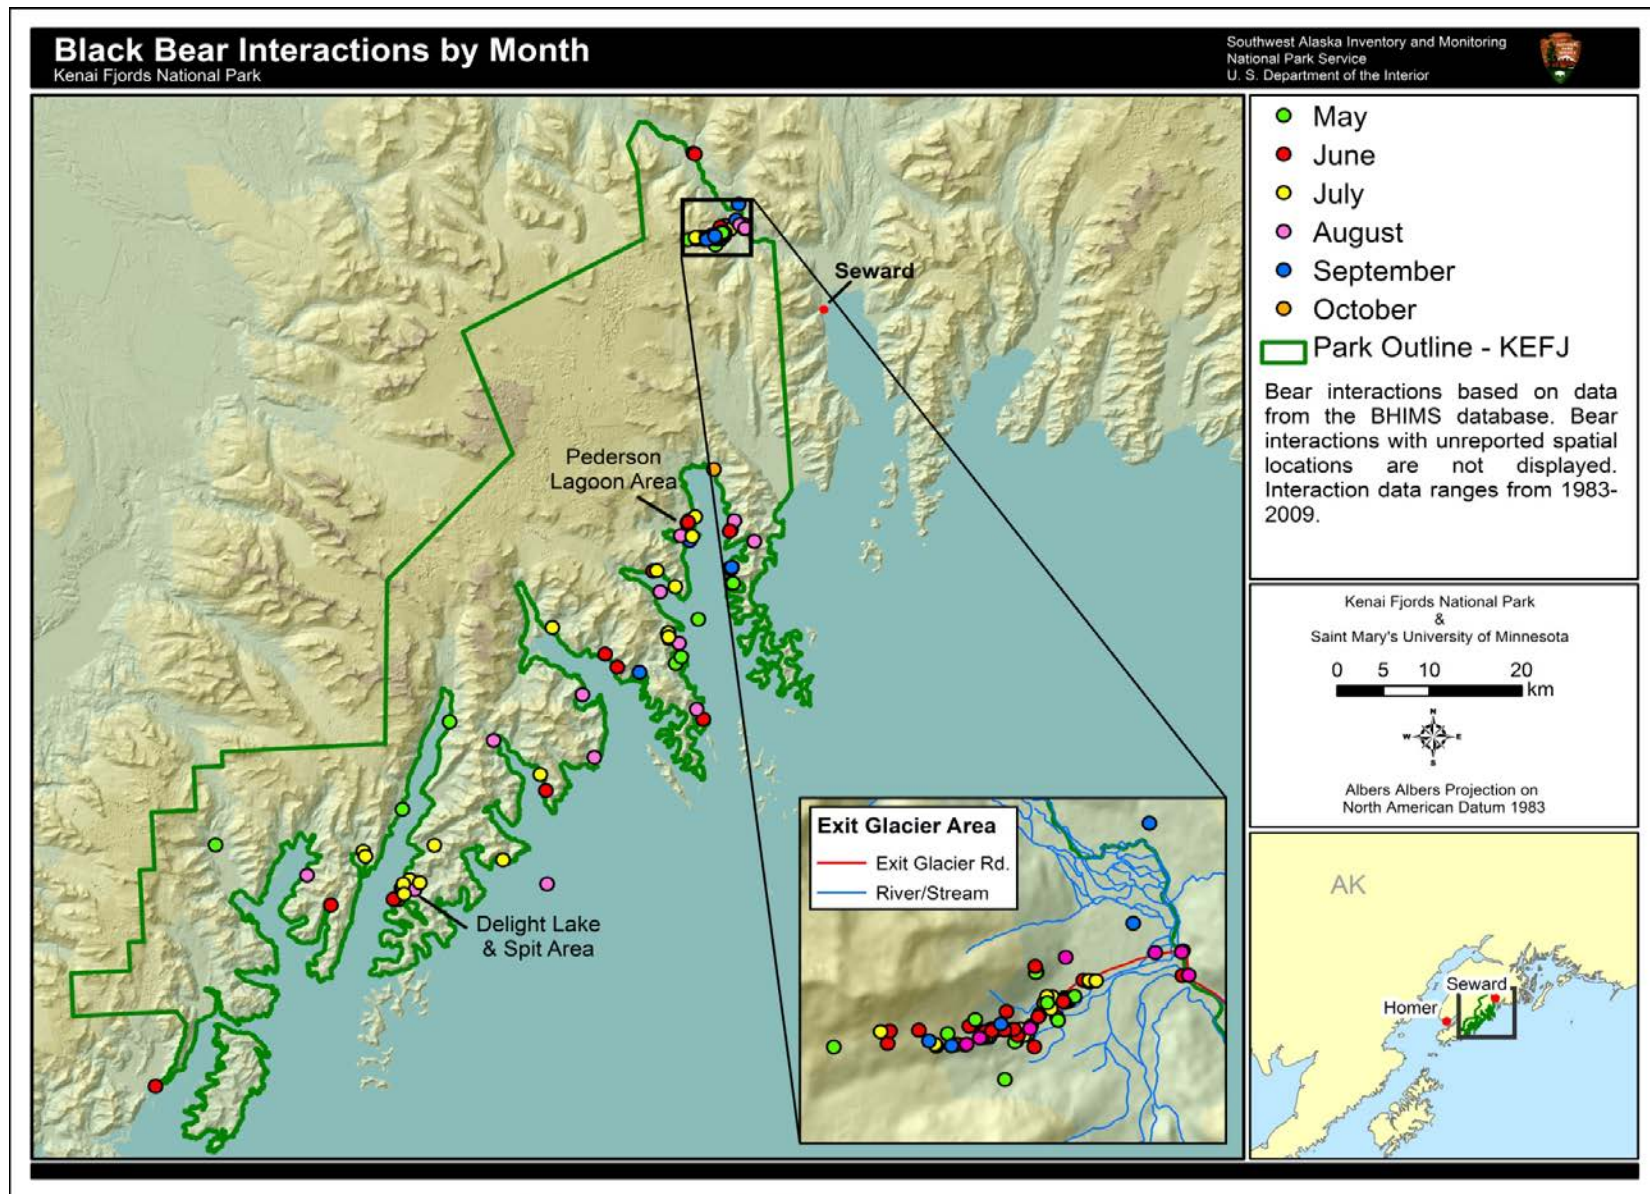 Black Bear Interactions by Month
Kenai Fjords National Park
Southwest Alaska Inventory and Monitoring
National Park Service
U. S. Department of the Interior
Seward
Pederson
Lagoon Area
Delight Lake
& Spit Area
Exit Glacier Area
Exit Glacier Rd.
River/Stream
May
June
July
August
September
October
Park Outline - KEFJ
Bear interactions based on data
from the BHIMS database. Bear
interactions with unreported spatial
locations are not displayed.
Interaction data ranges from 1983-
2009.
Kenai Fjords National Park
&
Saint Mary's University of Minnesota
0 5 10 20
km
N
W E
S
Albers Albers Projection on
North American Datum 1983
AK
Seward
Homer